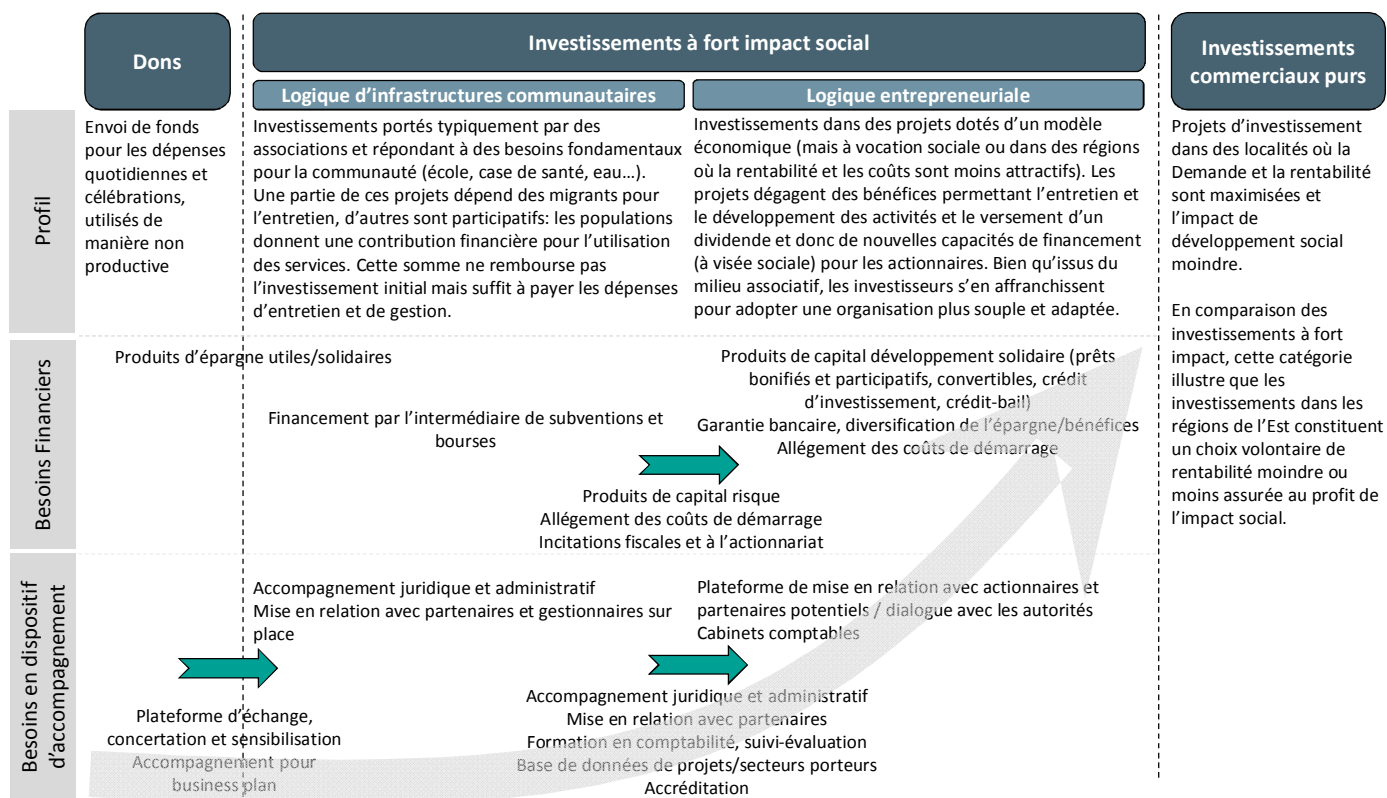 Dons
Investissements à fort impact social
Investissements
commerciaux purs
Logique d'infrastructures communautaires
Logique entrepreneuriale
Profil
Envoi de fonds
pour les dépenses
quotidiennes et
célébrations,
utilisés de
manière non
productive
Investissements portés typiquement par des
associations et répondant à des besoins fondamentaux
pour la communauté (école, case de santé, eau…).
Une partie de ces projets dépend des migrants pour
l'entretien, d'autres sont participatifs: les populations
donnent une contribution financière pour l'utilisation
des services. Cette somme ne rembourse pas
l'investissement initial mais suffit à payer les dépenses
d'entretien et de gestion.
Investissements dans des projets dotés d'un modèle
économique (mais à vocation sociale ou dans des régions
où la rentabilité et les coûts sont moins attractifs). Les
projets dégagent des bénéfices permettant l'entretien et
le développement des activités et le versement d'un
dividende et donc de nouvelles capacités de financement
(à visée sociale) pour les actionnaires. Bien qu'issus du
milieu associatif, les investisseurs s'en affranchissent
pour adopter une organisation plus souple et adaptée.
Projets d'investissement
dans des localités où la
Demande et la rentabilité
sont maximisées et
l'impact de
développement social
moindre.
En comparaison des
investissements à fort
impact, cette catégorie
illustre que les
investissements dans les
régions de l'Est constituent
un choix volontaire de
rentabilité moindre ou
moins assurée au profit de
l'impact social.
Besoins Financiers
Produits d'épargne utiles/solidaires
Financement par l'intermédiaire de subventions et
bourses
Produits de capital développement solidaire (prêts
bonifiés et participatifs, convertibles, crédit
d'investissement, crédit-bail)
Garantie bancaire, diversification de l'épargne/bénéfices
Allégement des coûts de démarrage
Produits de capital risque
Allégement des coûts de démarrage
Incitations fiscales et à l'actionnariat
Besoins en dispositif
d'accompagnement
Accompagnement juridique et administratif
Mise en relation avec partenaires et gestionnaires sur
place
Plateforme de mise en relation avec actionnaires et
partenaires potentiels / dialogue avec les autorités
Cabinets comptables
Plateforme d'échange,
concertation et sensibilisation
Accompagnement pour
business plan
Accompagnement juridique et administratif
Mise en relation avec partenaires
Formation en comptabilité, suivi-évaluation
Base de données de projets/secteurs porteurs
Accréditation